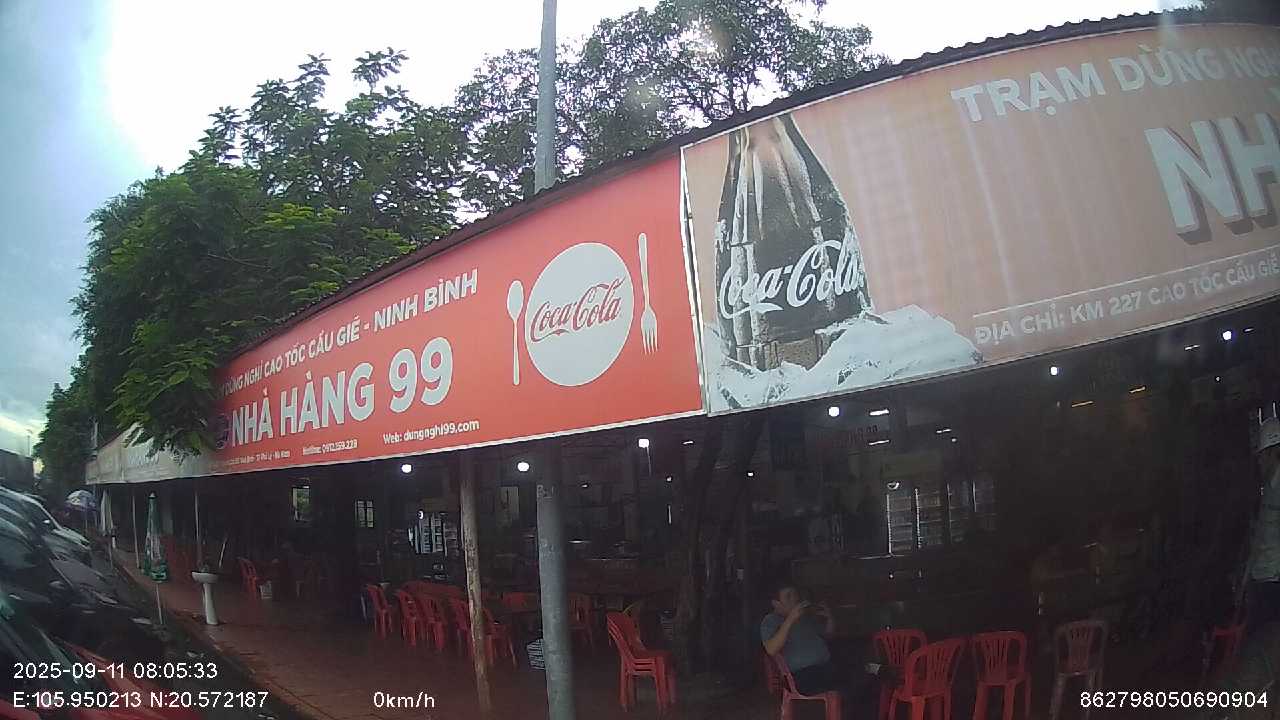 DỪNG NGHỈ CAO TỐC CẦU GIẼ - NINH BÌNH
NHÀ HÀNG 99
Web: dungnghi99.com
Coca-Cola
Coca-Cola
TRẠM DỪNG NGH
NH
ĐỊA CHỈ: KM 227 CAO TỐC CẦU GIẼ
2025-09-11 08:05:33
E:105.950213 N:20.572187
0km/h
862798050690904